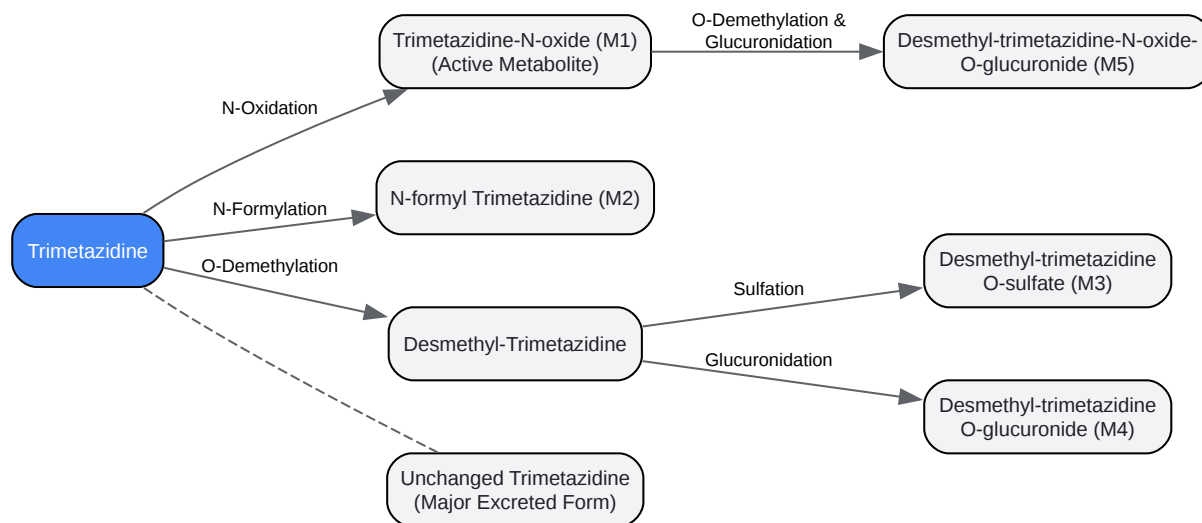 Trimetazidine-N-oxide (M1)
(Active Metabolite)
O-Demethylation &
Glucuronidation
Desmethyl-trimetazidine-N-oxide-
O-glucuronide (M5)
N-Oxidation
N-formyl Trimetazidine (M2)
N-Formylation
Trimetazidine
O-Demethylation
Desmethyl-Trimetazidine
Sulfation
Desmethyl-trimetazidine
O-sulfate (M3)
Glucuronidation
Desmethyl-trimetazidine
O-glucuronide (M4)
Unchanged Trimetazidine
(Major Excreted Form)